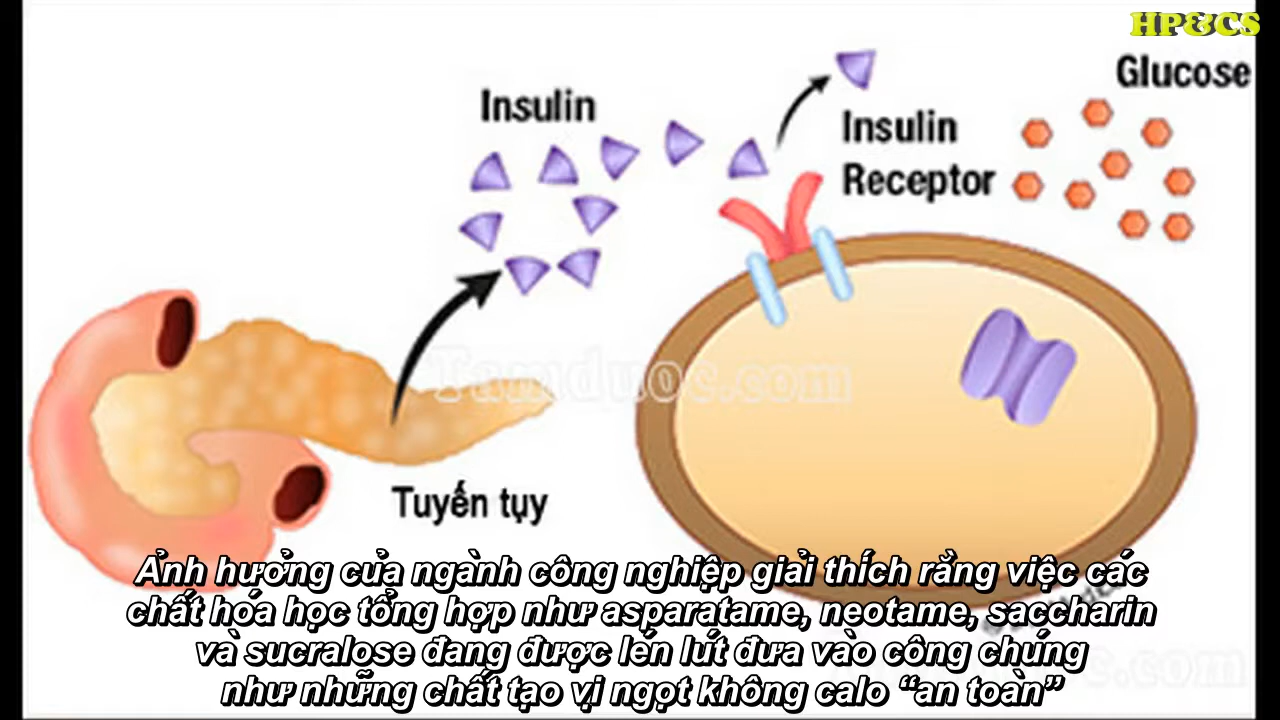 HP&CS
Glucose
Insulin
Insulin
Receptor
Tamduoc.com
Tuyến tụy
Ảnh hưởng của ngành công nghiệp giải thích rằng việc các
chất hóa học tổng hợp như asparatame, neotame, saccharin
và sucralose đang được lén lút đưa vào công chúng
như những chất tạo vị ngọt không calo “an toàn”